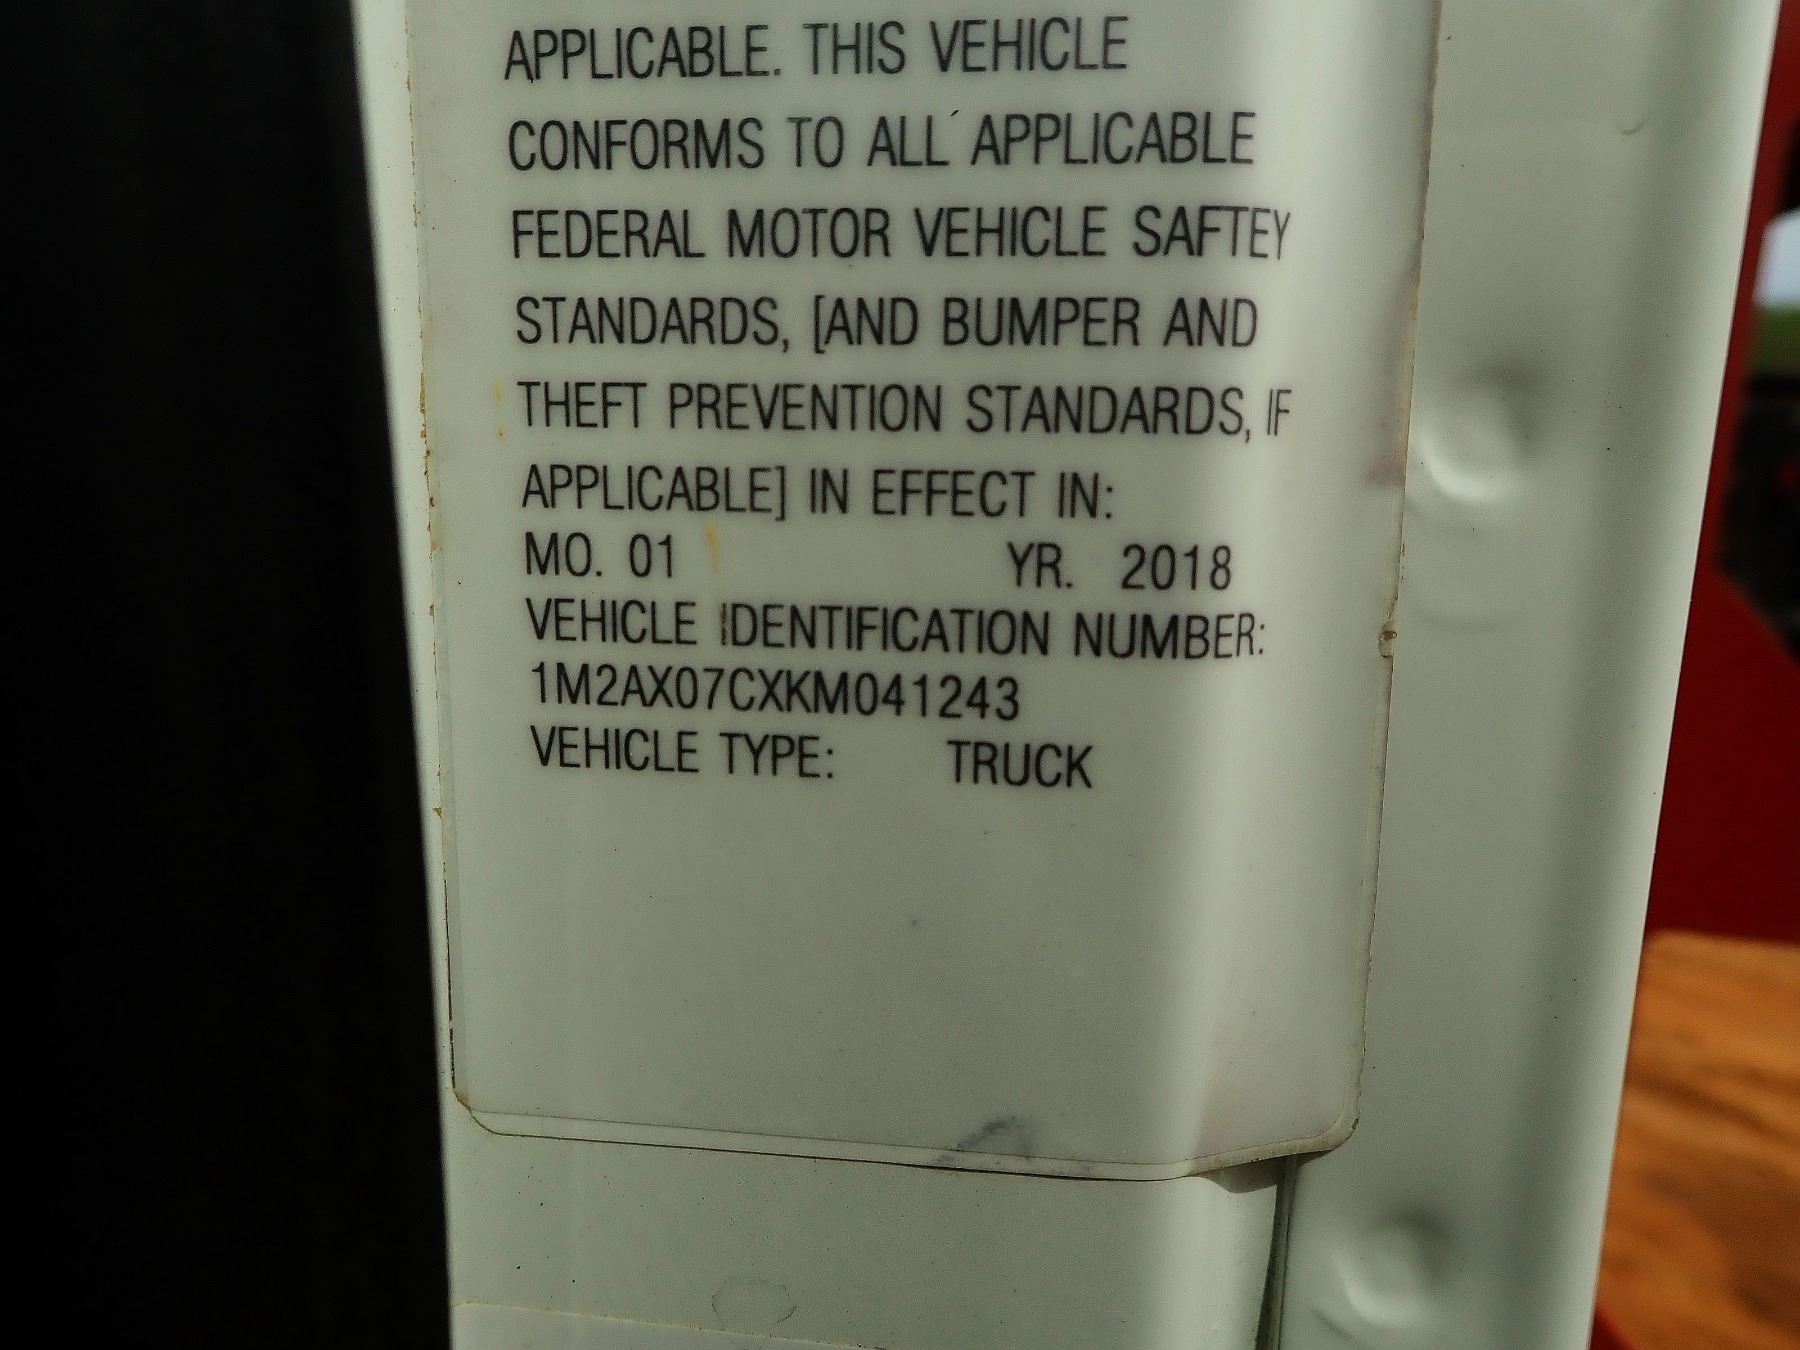 APPLICABLE. THIS VEHICLE
CONFORMS TO ALL APPLICABLE
FEDERAL MOTOR VEHICLE SAFTEY
STANDARDS, [AND BUMPER AND
THEFT PREVENTION STANDARDS, IF
APPLICABLE] IN EFFECT IN:
MO. 01 YR. 2018
VEHICLE IDENTIFICATION NUMBER:
1M2AX07CXKM041243
VEHICLE TYPE: TRUCK